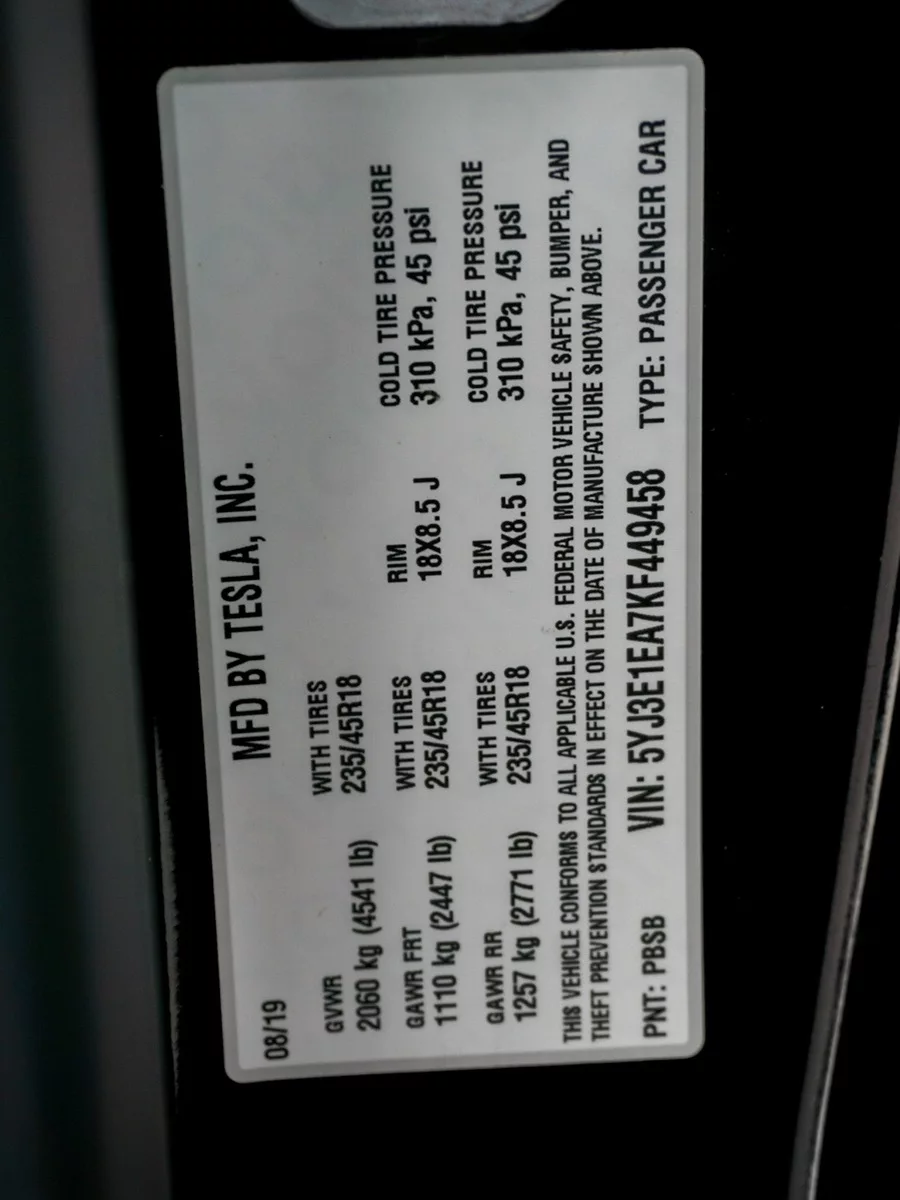 MFD BY TESLA, INC.
08/19
GVWR WITH TIRES
2060 kg (4541 lb) 235/45R18
GAWR FRT WITH TIRES RIM COLD TIRE PRESSURE
1110 kg (2447 lb) 235/45R18 18X8.5 J 310 kPa, 45 psi
GAWR RR WITH TIRES RIM COLD TIRE PRESSURE
1257 kg (2771 lb) 235/45R18 18X8.5 J 310 kPa, 45 psi
THIS VEHICLE CONFORMS TO ALL APPLICABLE U.S. FEDERAL MOTOR VEHICLE SAFETY, BUMPER, AND
THEFT PREVENTION STANDARDS IN EFFECT ON THE DATE OF MANUFACTURE SHOWN ABOVE.
PNT: PBSB VIN: 5YJ3E1EA7KF449458 TYPE: PASSENGER CAR